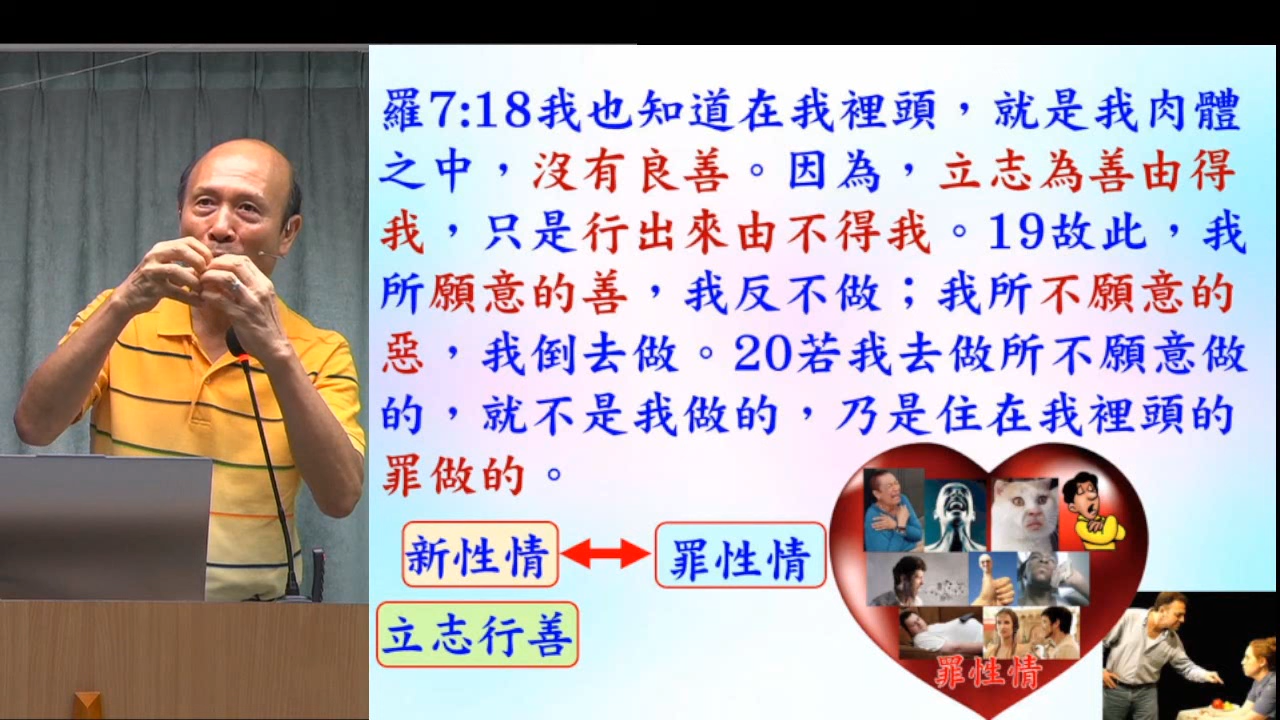 羅7:18我也知道在我裡頭，就是我肉體
之中，沒有良善。因為，立志為善由得
我，只是行出來由不得我。19故此，我
所願意的善，我反不做；我所不願意的
惡，我倒去做。20若我去做所不願意做
的，就不是我做的，乃是住在我裡頭的
罪做的。
新性情
罪性情
立志行善
罪性情